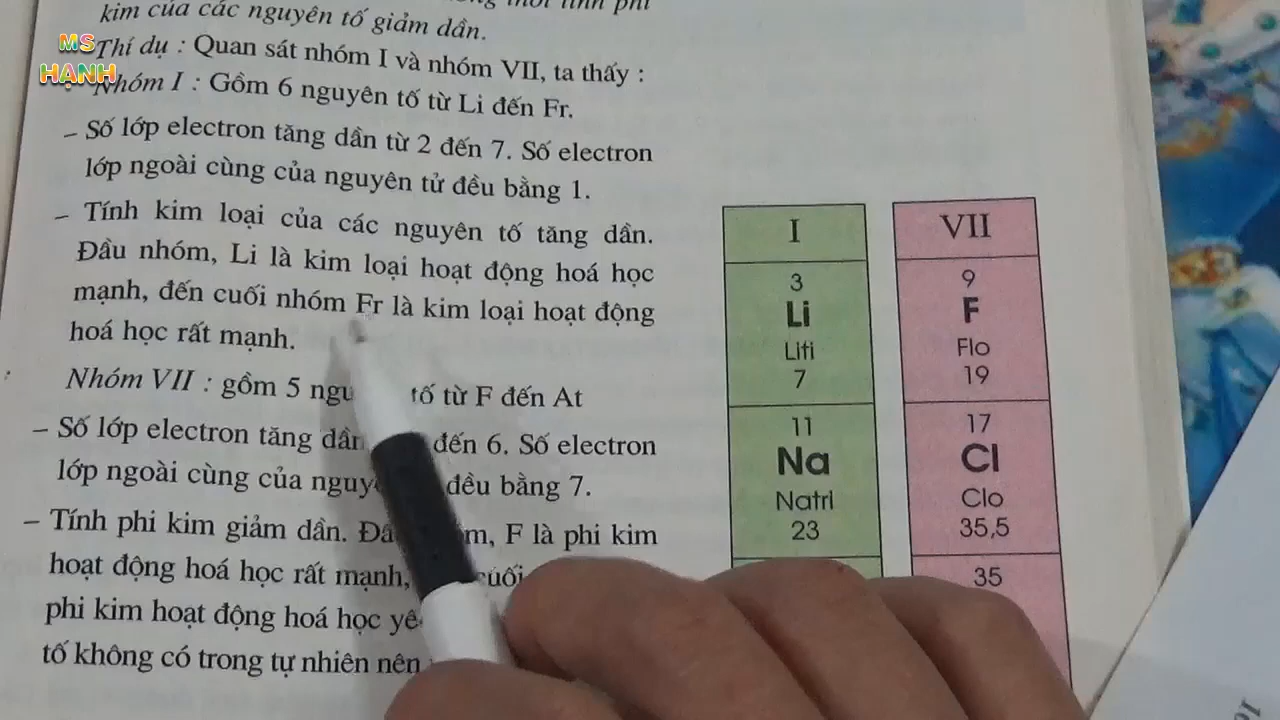 kim của các nguyên tố giảm dần.
MS
HẠNH
Thí dụ : Quan sát nhóm I và nhóm VII, ta thấy :
Nhóm I : Gồm 6 nguyên tố từ Li đến Fr.
– Số lớp electron tăng dần từ 2 đến 7. Số electron
lớp ngoài cùng của nguyên tử đều bằng 1.
– Tính kim loại của các nguyên tố tăng dần.
Đầu nhóm, Li là kim loại hoạt động hoá học
mạnh, đến cuối nhóm Fr là kim loại hoạt động
hoá học rất mạnh.
Nhóm VII : gồm 5 tố từ F đến At
– Số lớp electron tăng dần đến 6. Số electron
lớp ngoài cùng của đều bằng 7.
– Tính phi kim giảm dần. F là phi kim
hoạt động hoá học rất mạnh, cuối
phi kim hoạt động hoá học
tố không có trong tự nhiên nên
I
3
Li
Liti
7
11
Na
Natri
23
VII
9
F
Flo
19
17
Cl
Clo
35,5
35